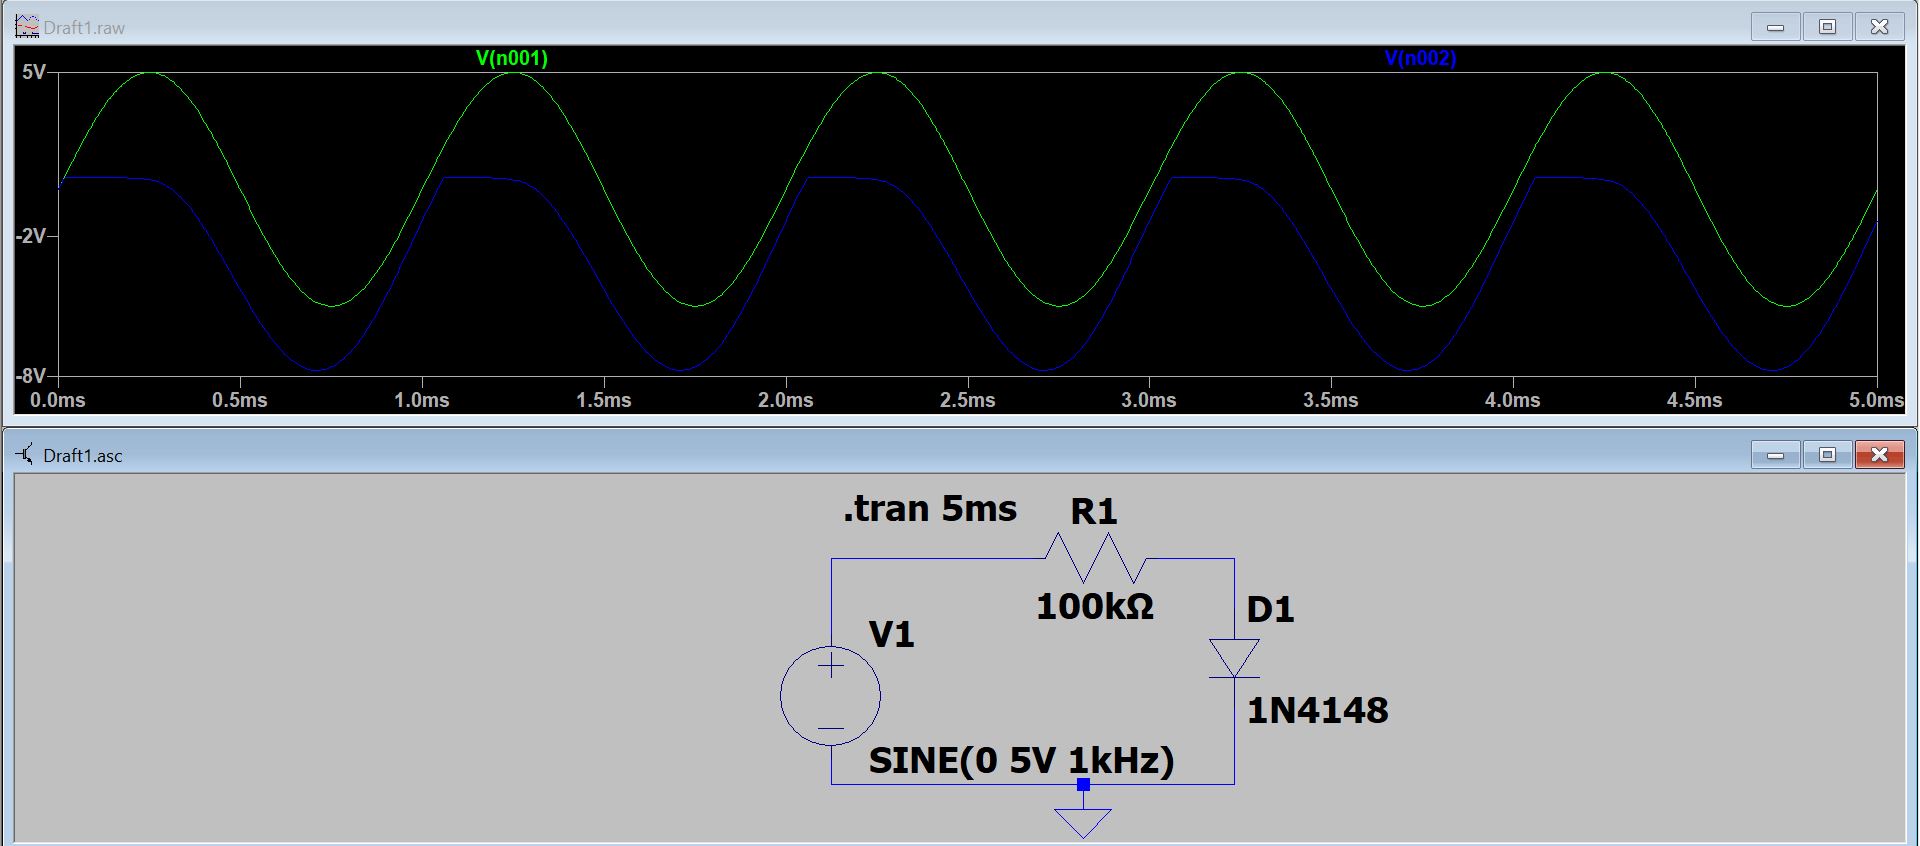 Draft1.raw
V(n001) V(n002)
5V
-2V
-8V
0.0ms 0.5ms 1.0ms 1.5ms 2.0ms 2.5ms 3.0ms 3.5ms 4.0ms 4.5ms 5.0ms
Draft1.asc
.tran 5ms R1
100kΩ D1
V1
1N4148
SINE(0 5V 1kHz)